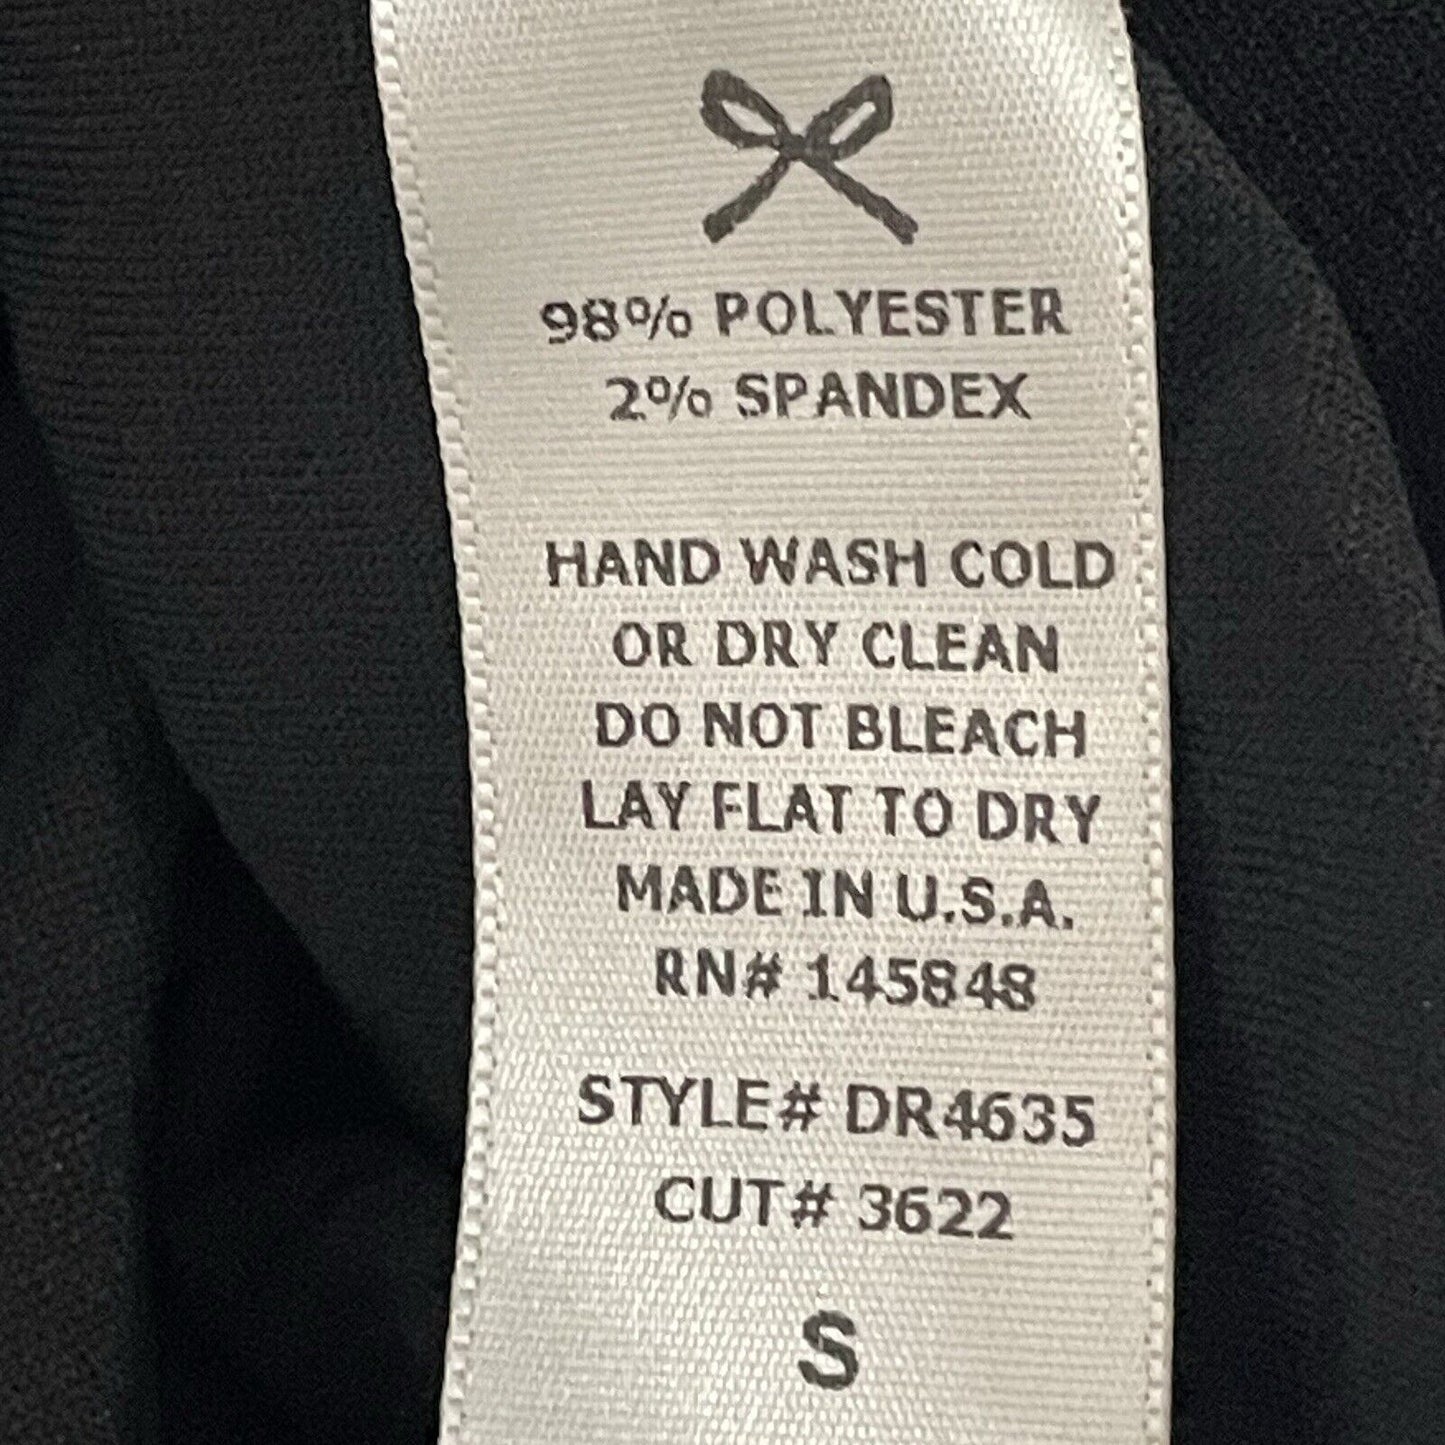 98% POLYESTER
2% SPANDEX
HAND WASH COLD
OR DRY CLEAN
DO NOT BLEACH
LAY FLAT TO DRY
MADE IN U.S.A.
RN# 145848
STYLE# DR4635
CUT# 3622
S